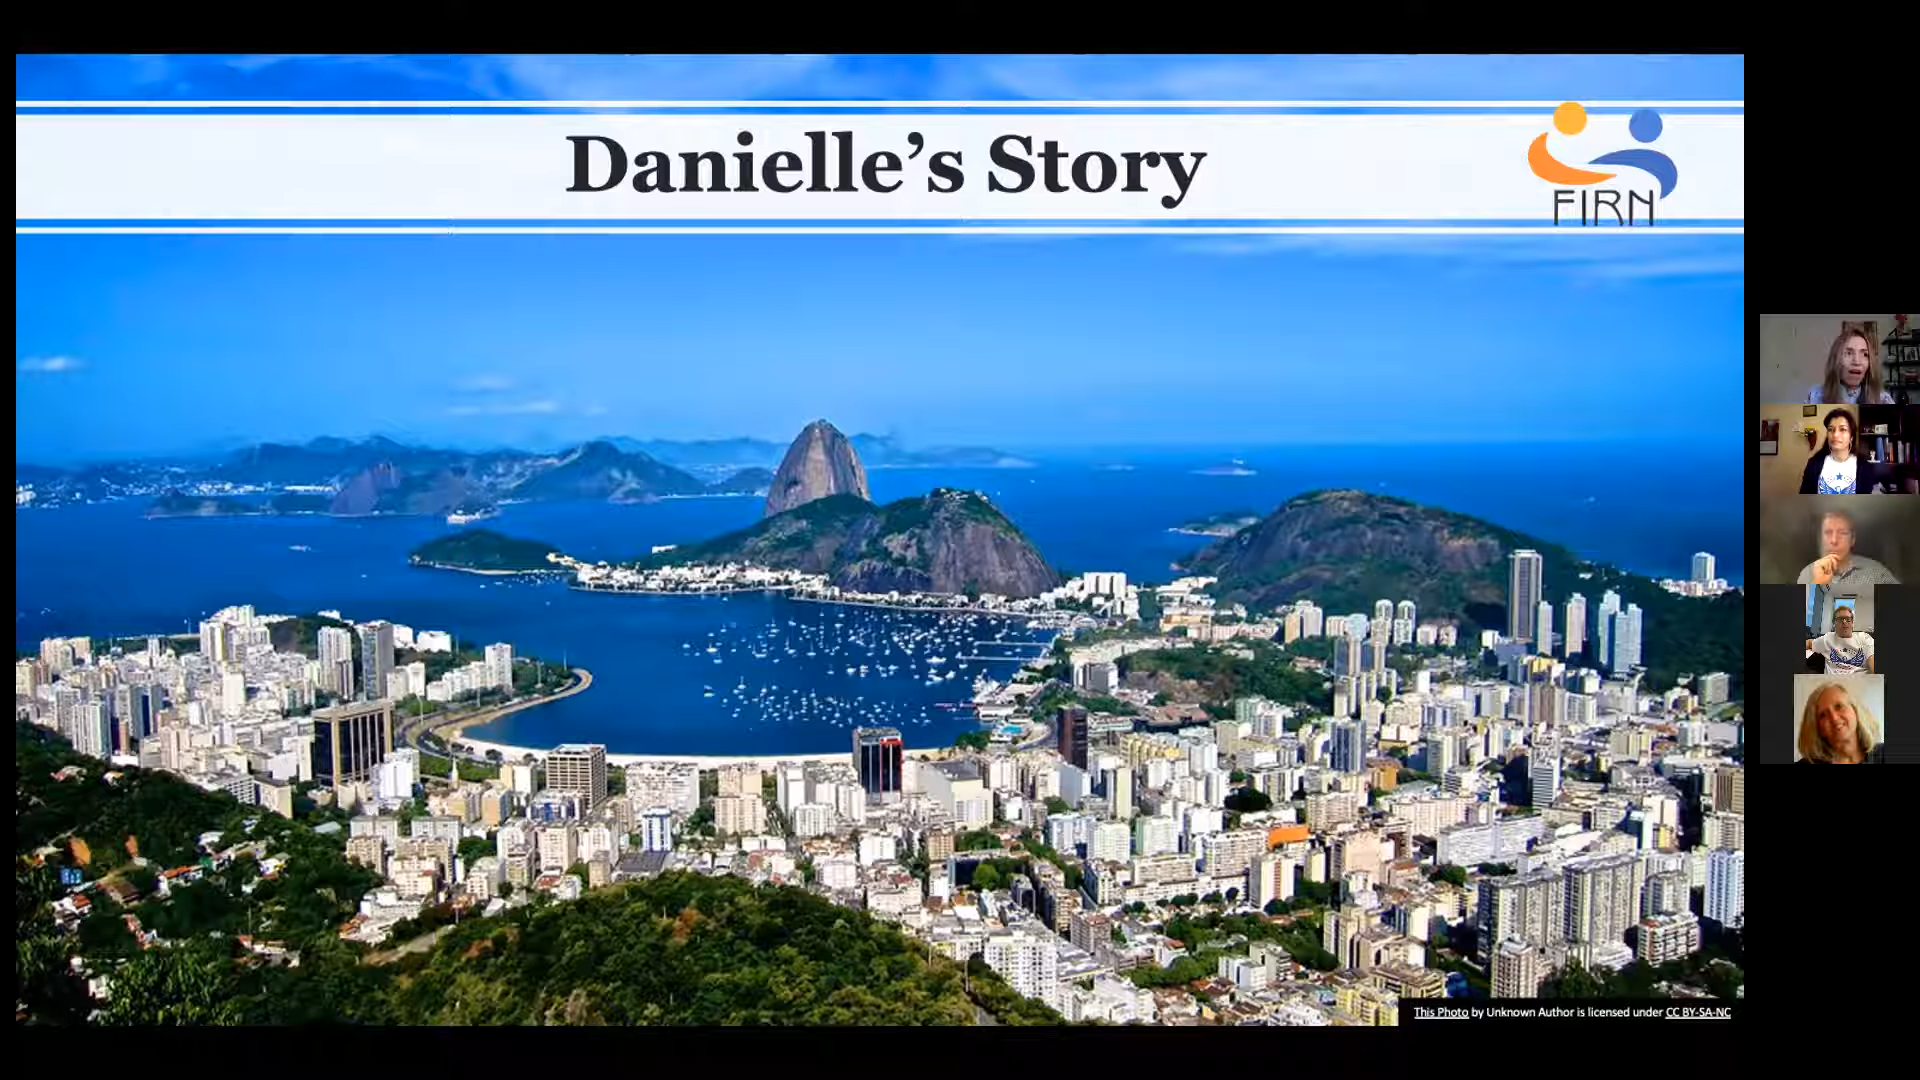 Danielle’s Story
FIRN
This Photo by Unknown Author is licensed under CC BY-SA-NC